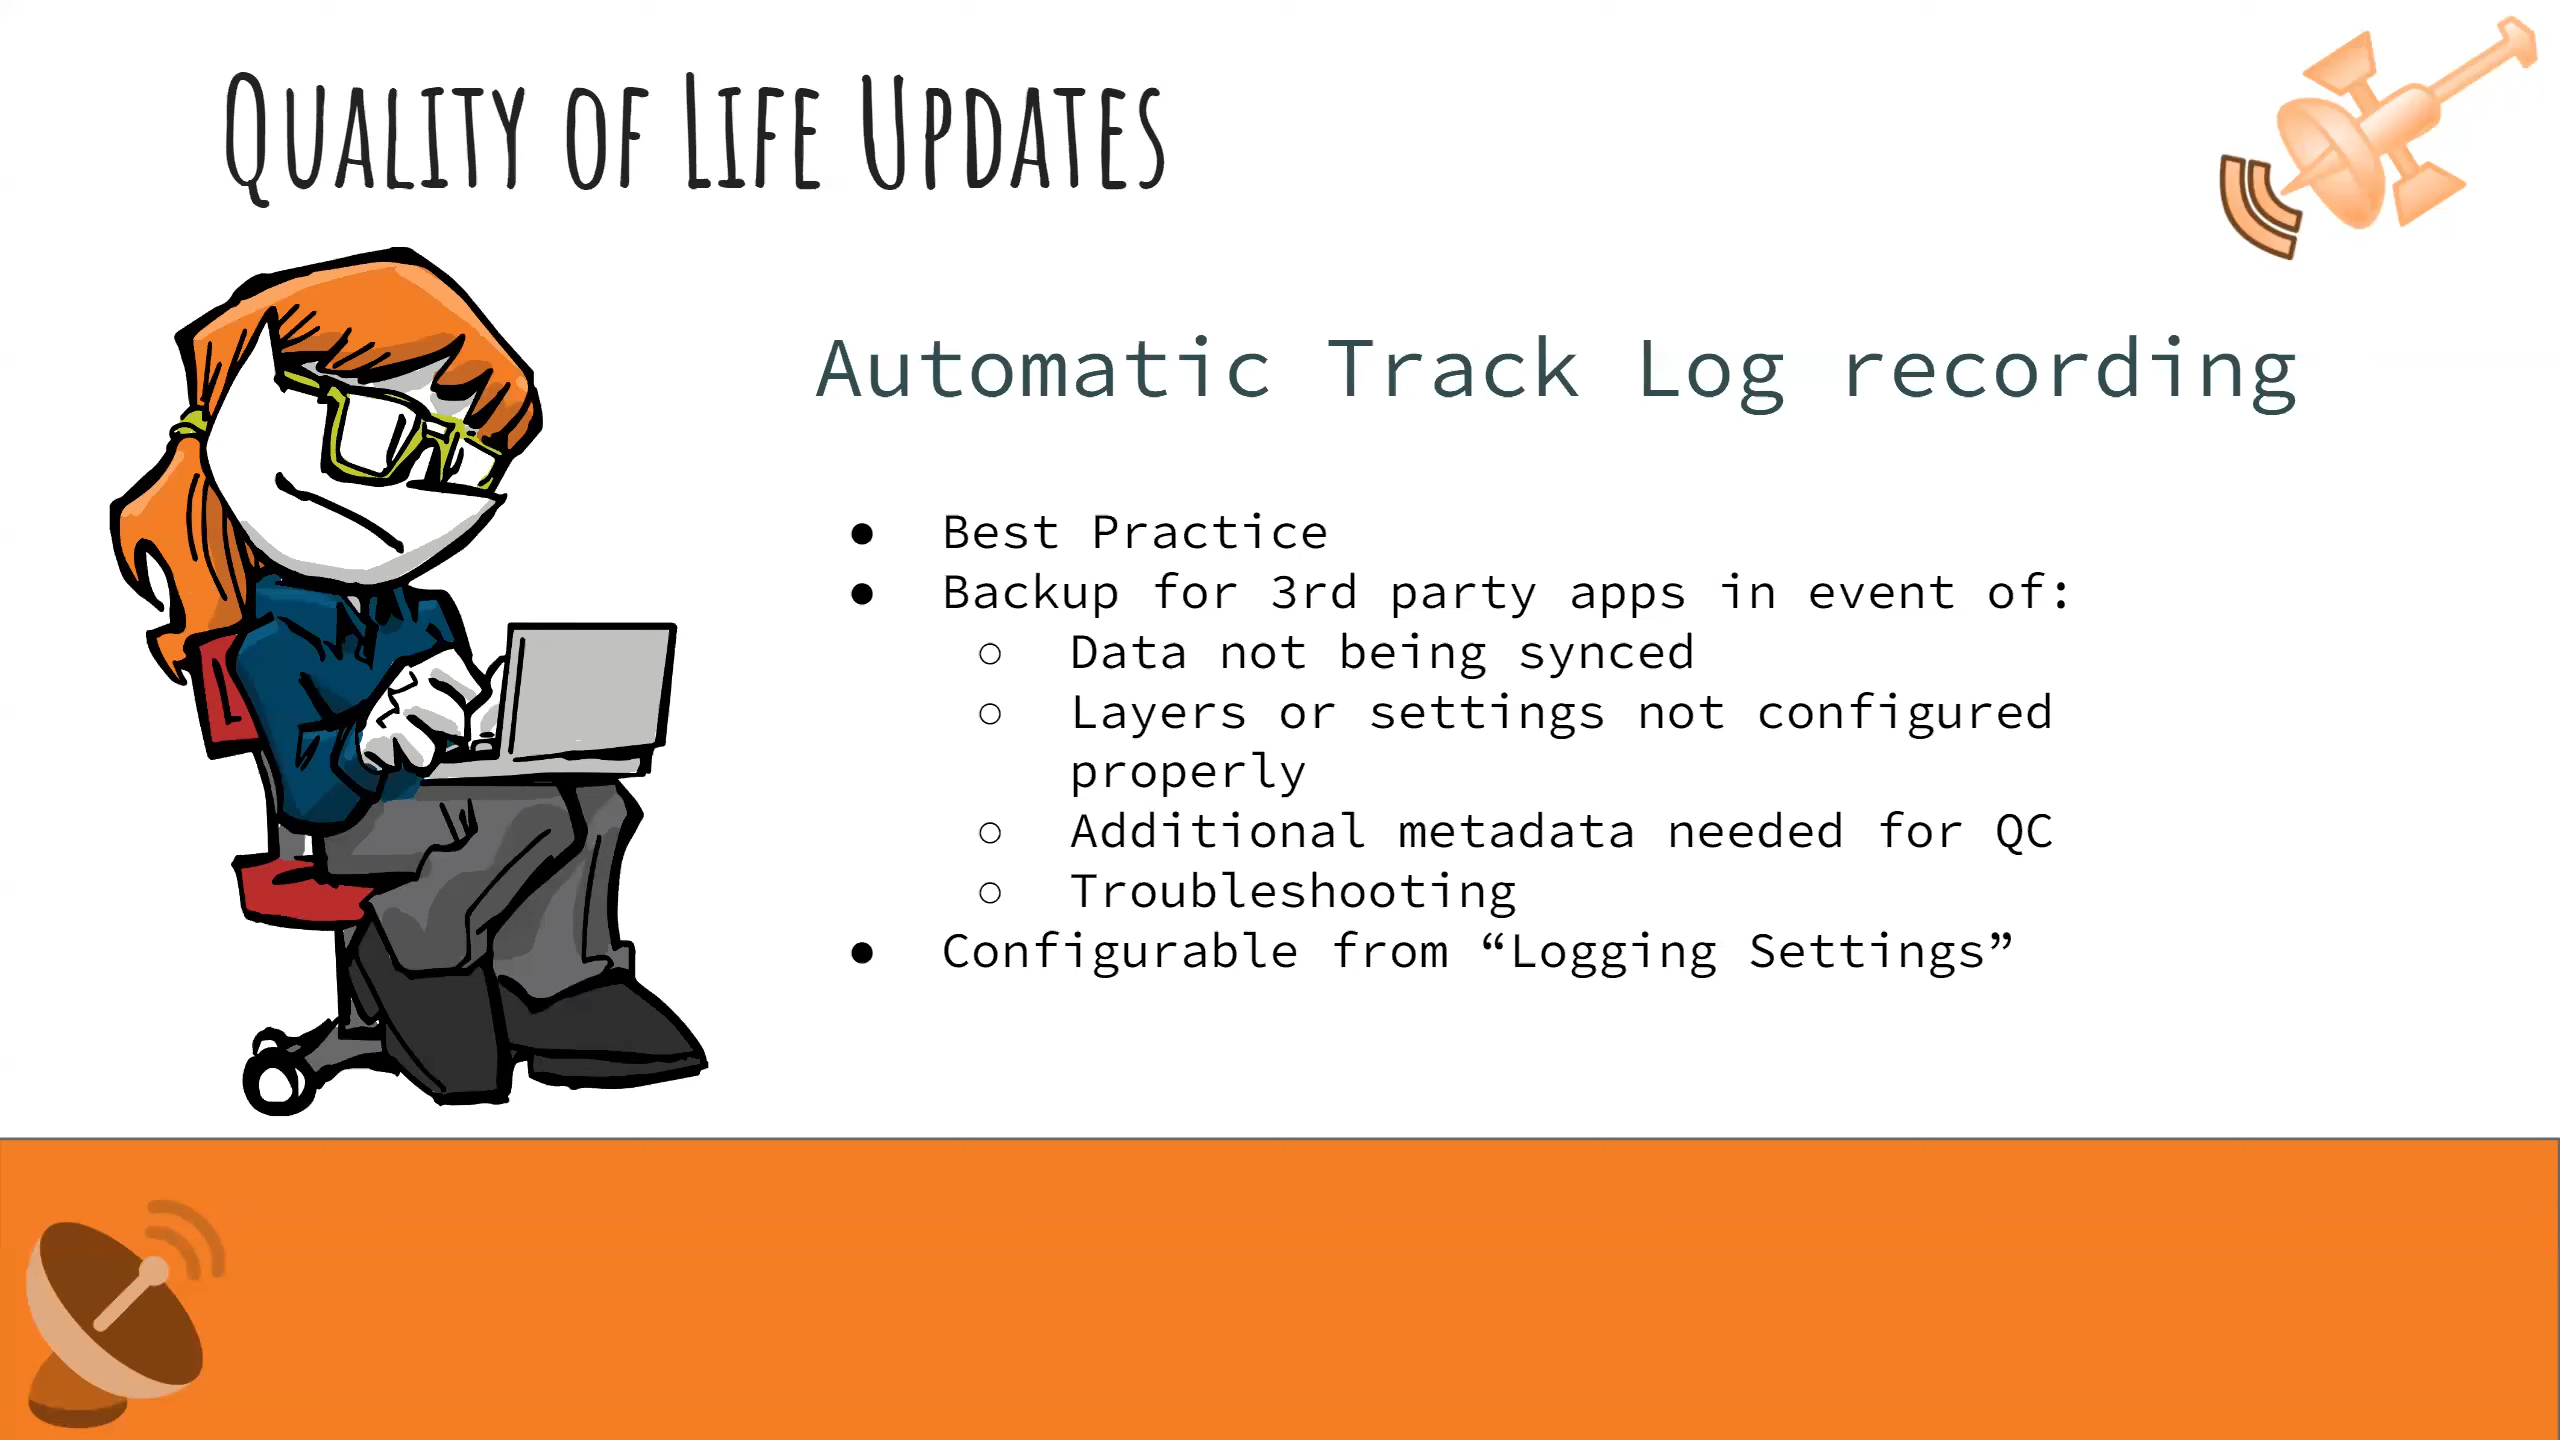 Quality of Life Updates
Automatic Track Log recording
● Best Practice
● Backup for 3rd party apps in event of:
○ Data not being synced
○ Layers or settings not configured
properly
○ Additional metadata needed for QC
○ Troubleshooting
● Configurable from “Logging Settings”